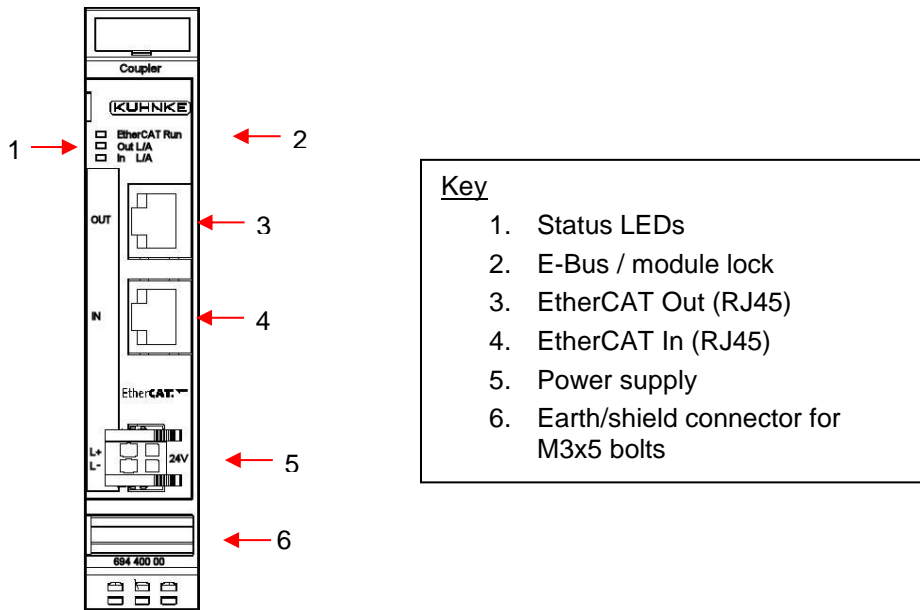 Coupler
KUHNKE
EtherCAT Run
Out L/A
In L/A
1
2
OUT
3
IN
4
EtherCAT.
L+
L-
24V
5
6
694 400 00
Key
1. Status LEDs
2. E-Bus / module lock
3. EtherCAT Out (RJ45)
4. EtherCAT In (RJ45)
5. Power supply
6. Earth/shield connector for
M3x5 bolts